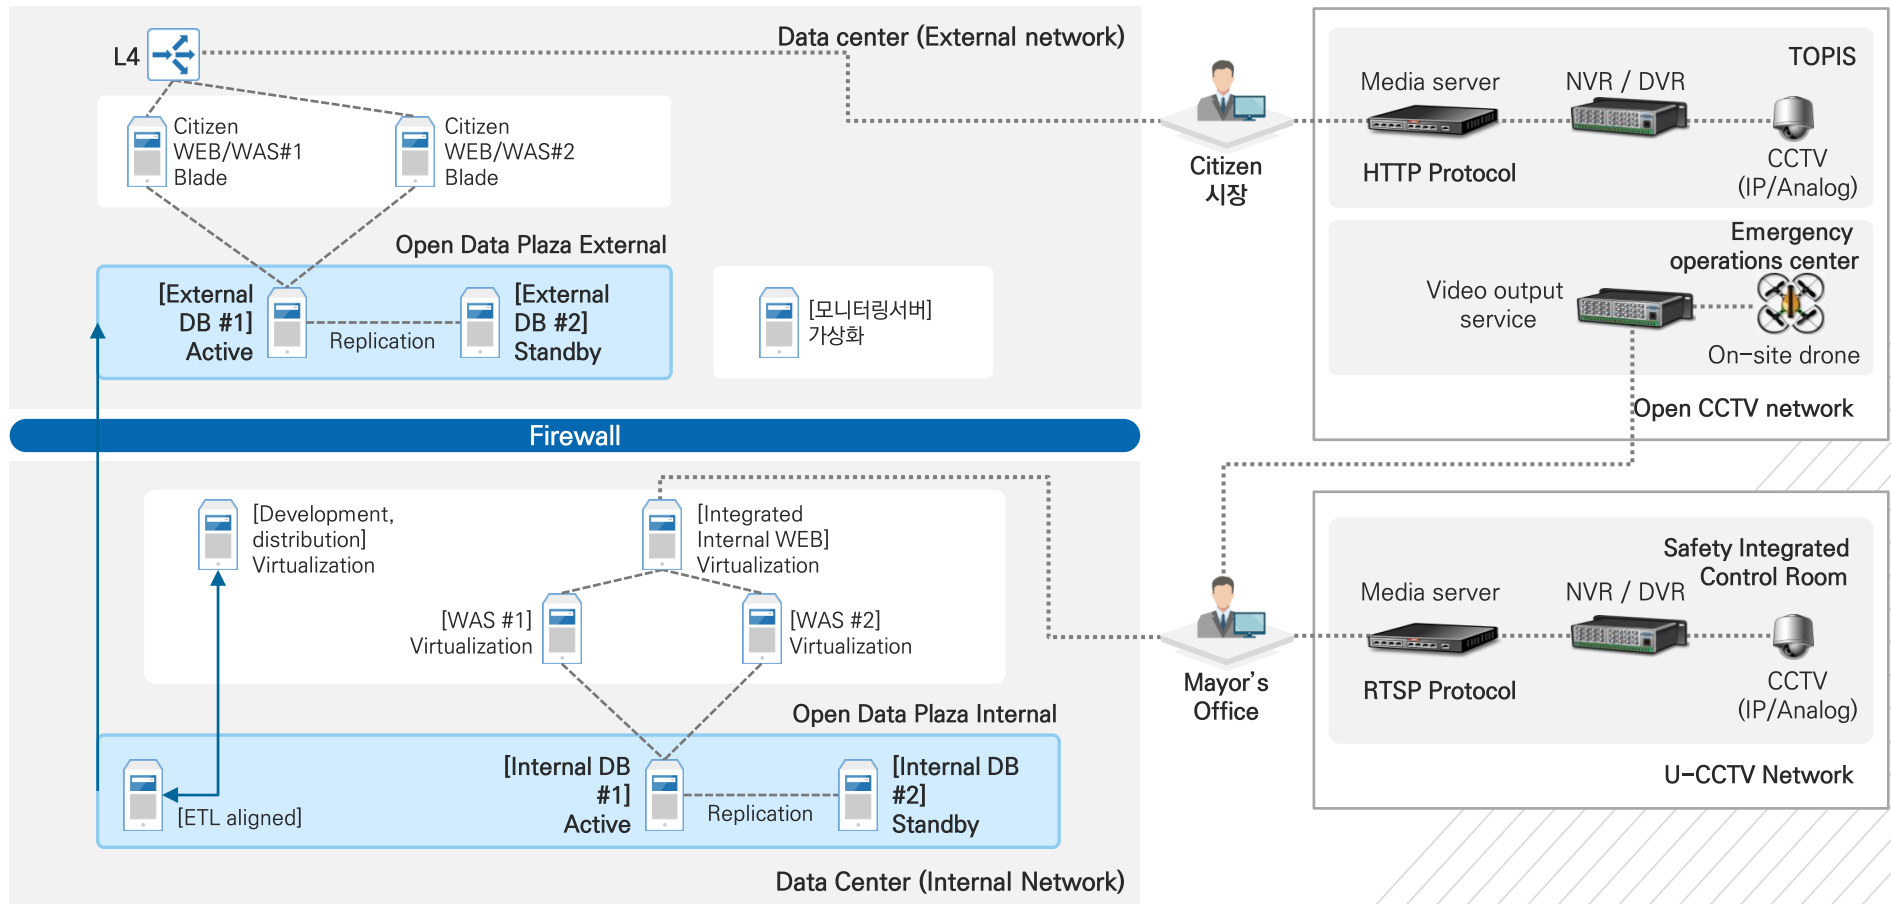 Data center (External network)
L4
Citizen
WEB/WAS#1
Blade
Citizen
WEB/WAS#2
Blade
Open Data Plaza External
[External
DB #1]
Active
Replication
[External
DB #2]
Standby
[모니터링서버]
가상화
Firewall
[Development,
distribution]
Virtualization
[Integrated
Internal WEB]
Virtualization
[WAS #1]
Virtualization
[WAS #2]
Virtualization
Open Data Plaza Internal
[ETL aligned]
[Internal DB
#1]
Active
Replication
[Internal DB
#2]
Standby
Data Center (Internal Network)
Citizen
시장
Mayor's
Office
TOPIS
Media server
NVR / DVR
HTTP Protocol
CCTV
(IP/Analog)
Emergency
operations center
Video output
service
On-site drone
Open CCTV network
Safety Integrated
Control Room
Media server
NVR / DVR
RTSP Protocol
CCTV
(IP/Analog)
U-CCTV Network